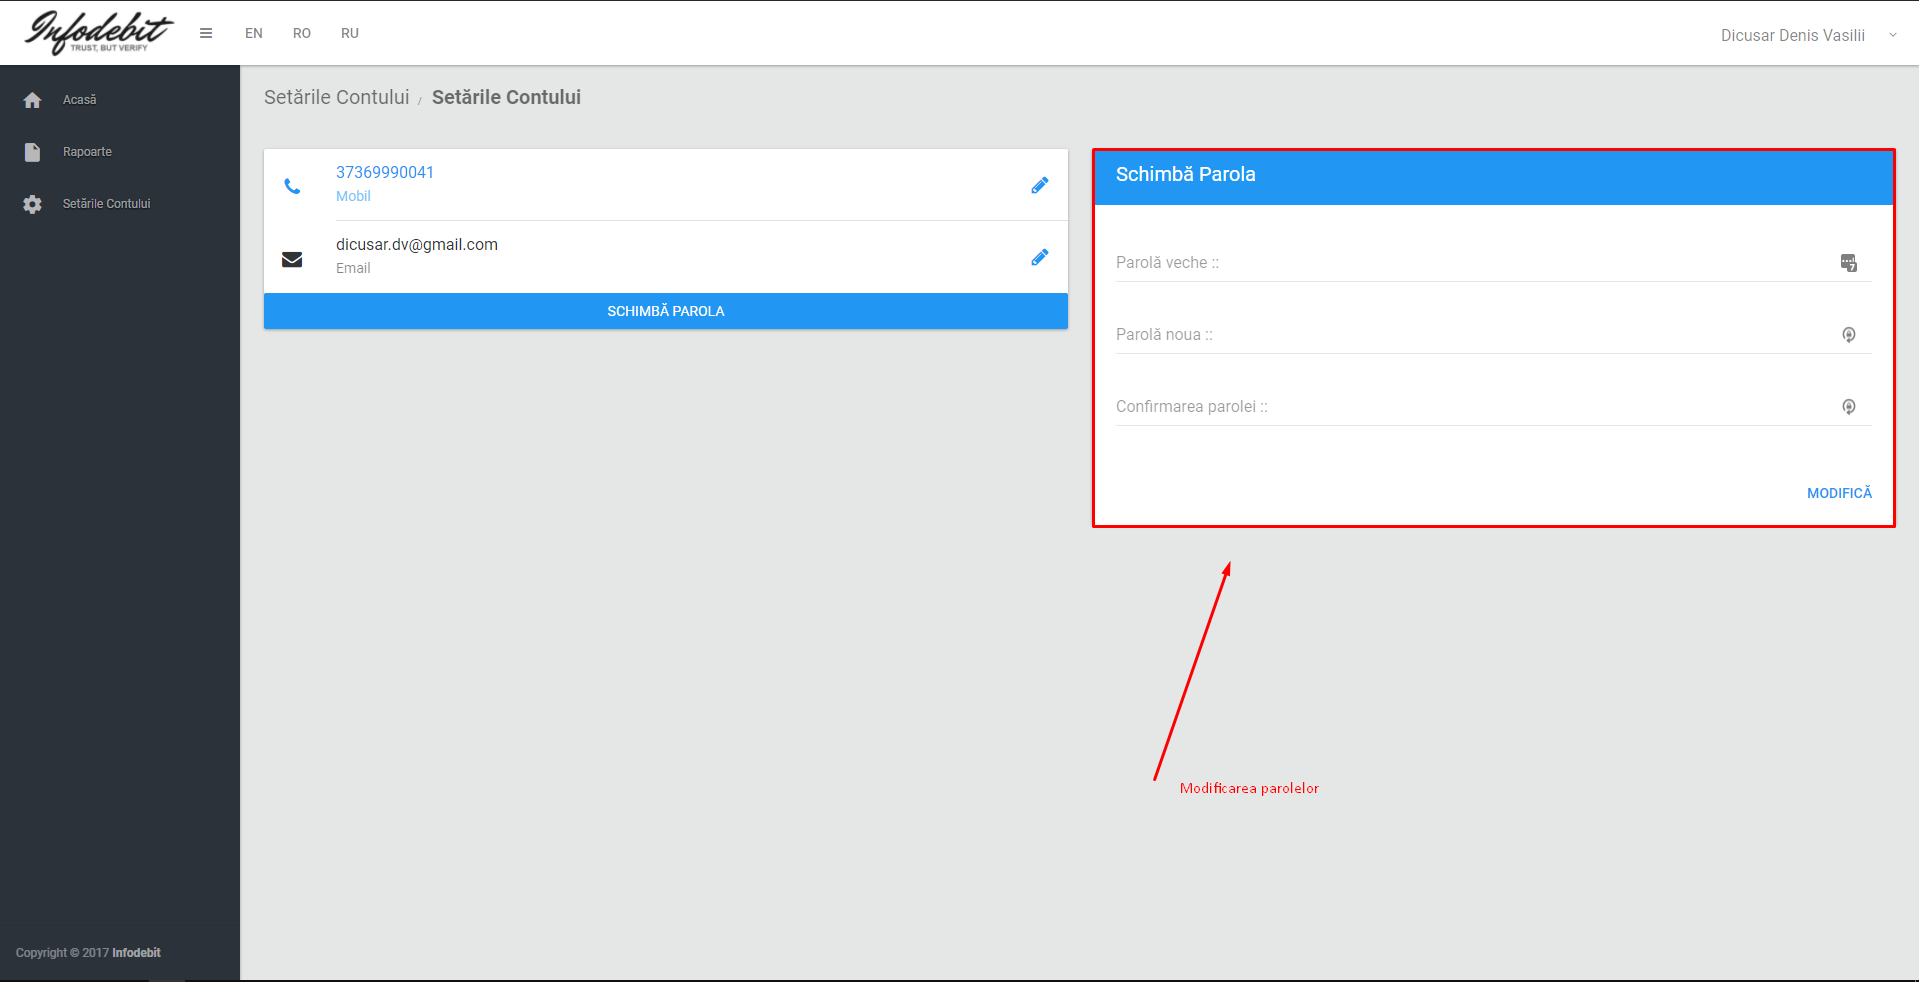 Infodebit
TRUST, BUT VERIFY
EN RO RU
Dicusar Denis Vasilii
Acasă
Rapoarte
Setările Contului
Setările Contului / Setările Contului
37369990041
Mobil
dicusar.dv@gmail.com
Email
SCHIMBĂ PAROLA
Schimbă Parola
Parolă veche ::
Parolă noua ::
Confirmarea parolei ::
MODIFICĂ
Modificarea parolelor
Copyright © 2017 Infodebit